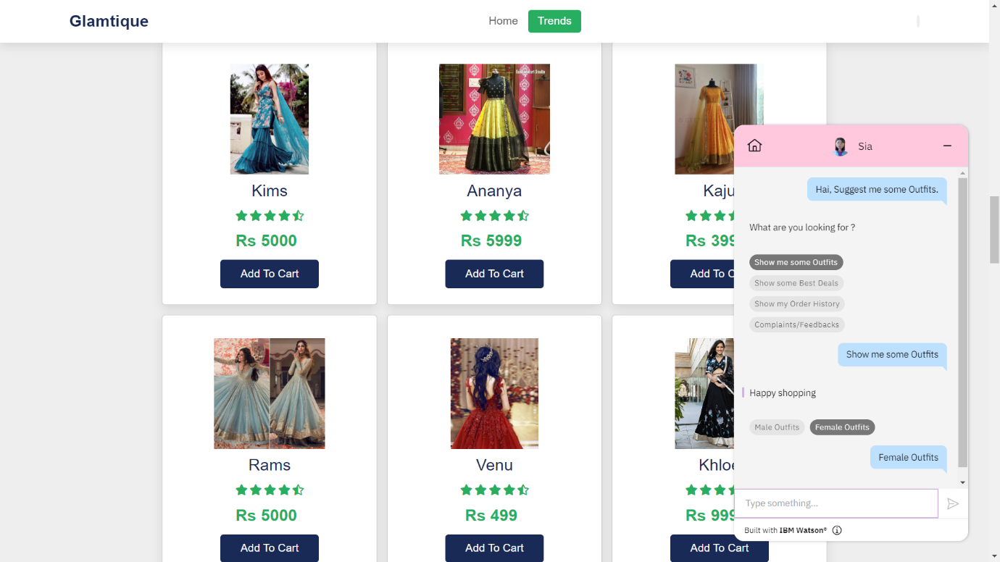 Glamtique
Home
Trends
Kims
Rs 5000
Add To Cart
Ananya
Rs 5999
Add To Cart
Kaju
Rs 399
Add To C
Rams
Rs 5000
Add To Cart
Venu
Rs 499
Add To Cart
Khloe
Rs 999
Add To Cart
Sia
Hai, Suggest me some Outfits.
What are you looking for ?
Show me some Outfits
Show some Best Deals
Show my Order History
Complaints/Feedbacks
Show me some Outfits
Happy shopping
Male Outfits
Female Outfits
Female Outfits
Type something...
Built with IBM Watson®